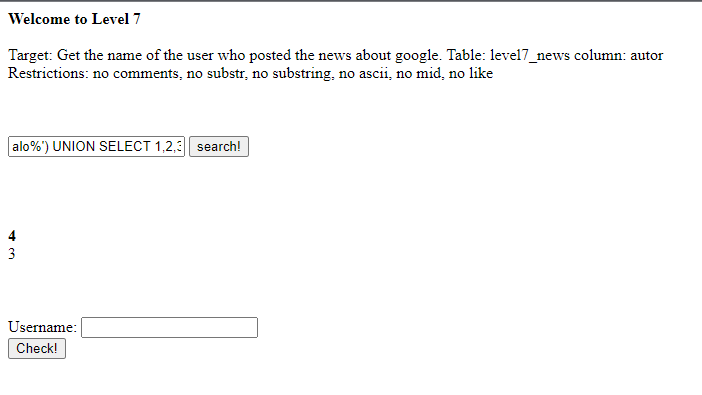 Welcome to Level 7
Target: Get the name of the user who posted the news about google. Table: level7_news column: autor
Restrictions: no comments, no substr, no substring, no ascii, no mid, no like
alo%') UNION SELECT 1,2,3 search!
4
3
Username:
Check!